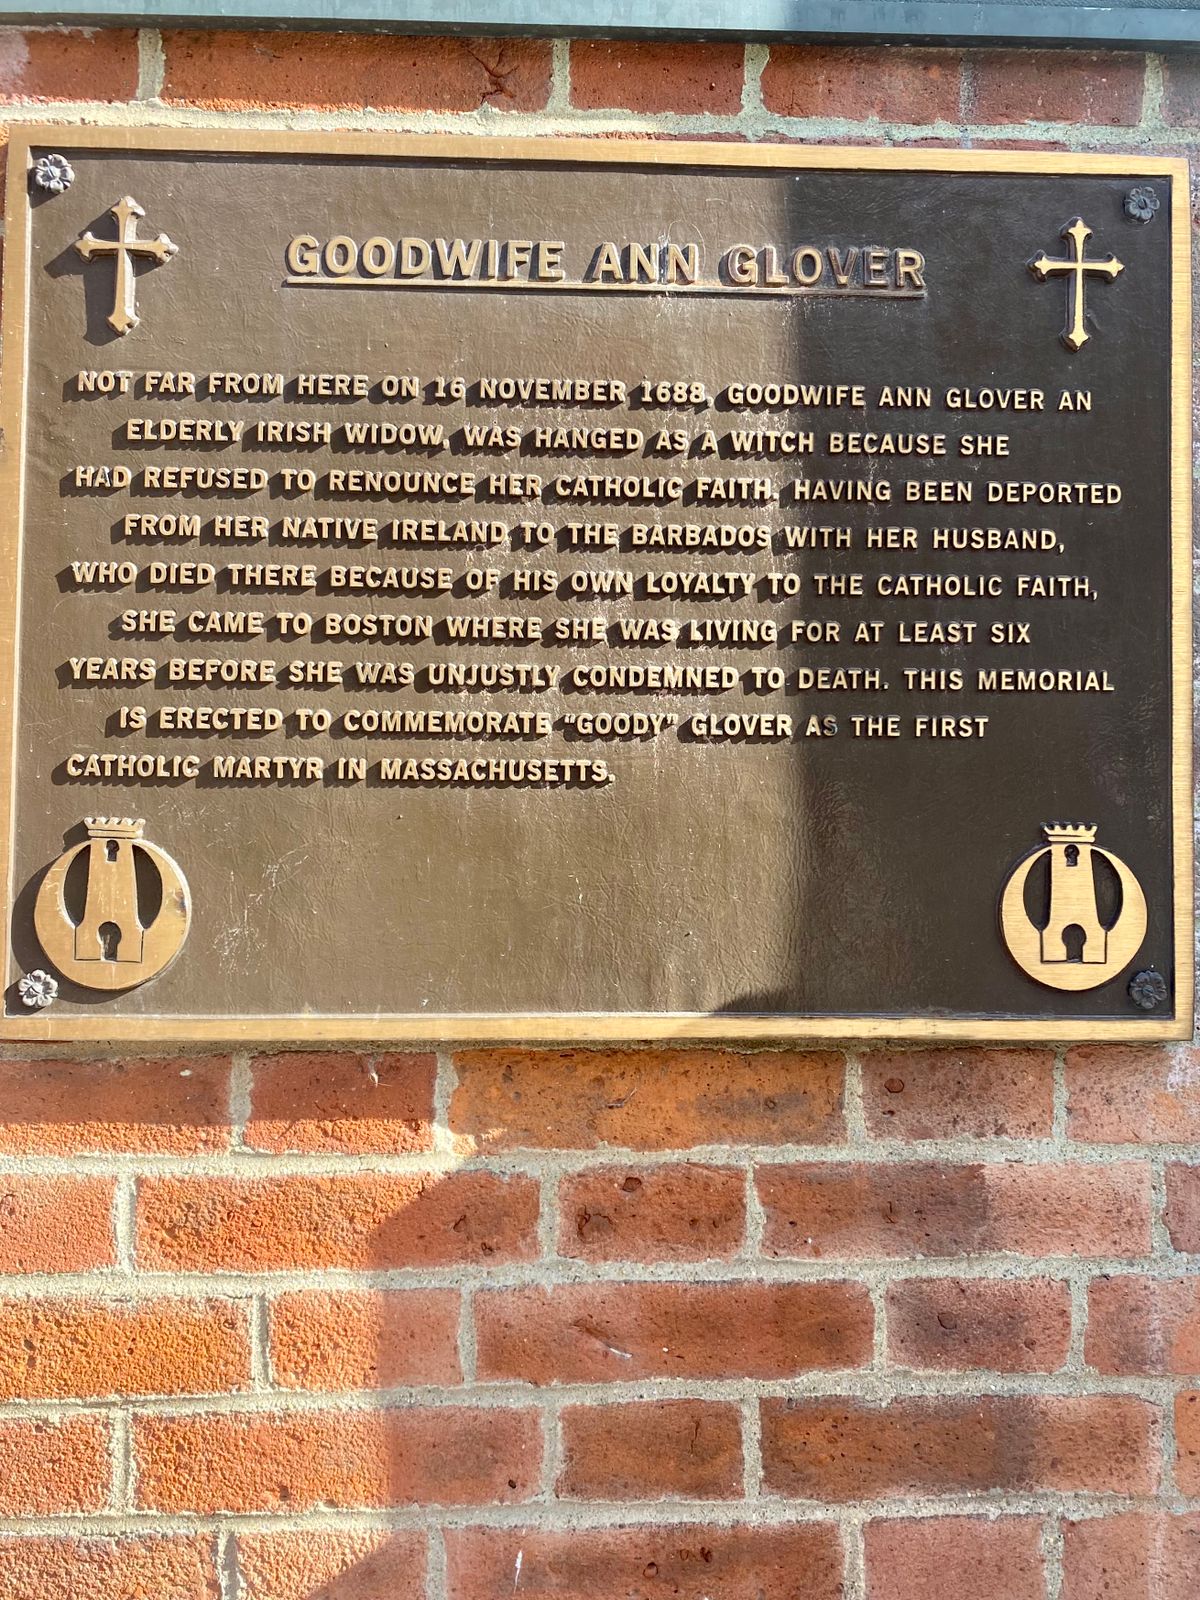 GOODWIFE ANN GLOVER
NOT FAR FROM HERE ON 16 NOVEMBER 1688, GOODWIFE ANN GLOVER AN
ELDERLY IRISH WIDOW, WAS HANGED AS A WITCH BECAUSE SHE
HAD REFUSED TO RENOUNCE HER CATHOLIC FAITH. HAVING BEEN DEPORTED
FROM HER NATIVE IRELAND TO THE BARBADOS WITH HER HUSBAND,
WHO DIED THERE BECAUSE OF HIS OWN LOYALTY TO THE CATHOLIC FAITH,
SHE CAME TO BOSTON WHERE SHE WAS LIVING FOR AT LEAST SIX
YEARS BEFORE SHE WAS UNJUSTLY CONDEMNED TO DEATH. THIS MEMORIAL
IS ERECTED TO COMMEMORATE "GOODY" GLOVER AS THE FIRST
CATHOLIC MARTYR IN MASSACHUSETTS.